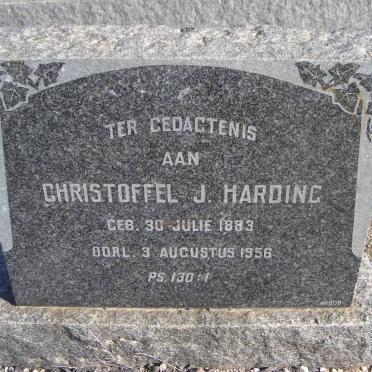 TER GEDACTENIS
AAN
CHRISTOFFEL J. HARDING
GEB. 30 JULIE 1883
OORL. 3 AUGUSTUS 1956
PS. 130:1